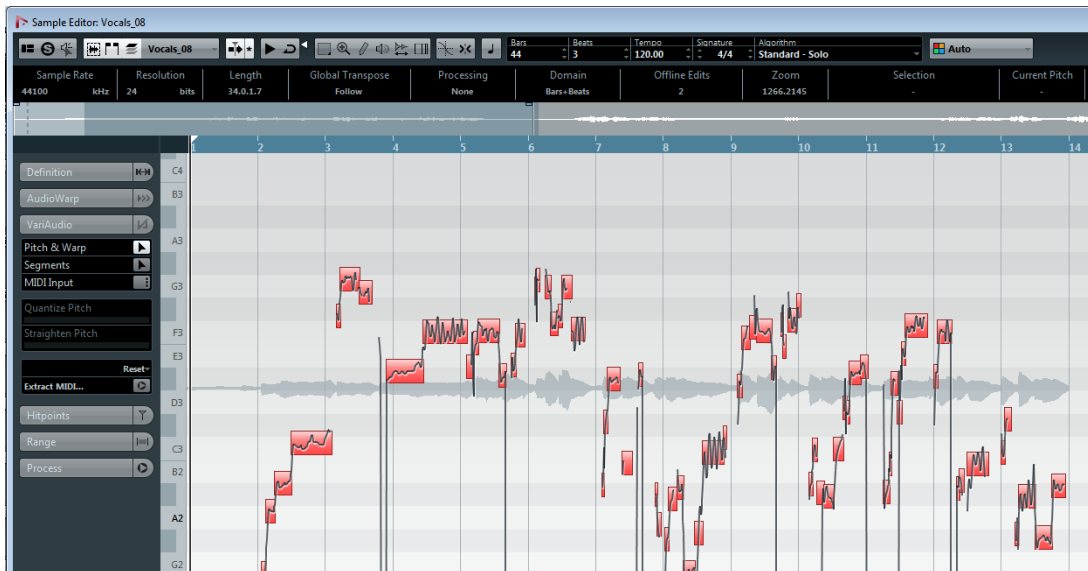 Sample Editor: Vocals_08
Vocals_08
Bars Beats Tempo Signature Algorithm
44 3 120.00 4/4 Standard - Solo
Auto
Sample Rate Resolution Length Global Transpose Processing Domain Offline Edits Zoom Selection Current Pitch
44100 kHz 24 bits 34.0.1.7 Follow None Bars+Beats 2 1266.2145 - -
1 2 3 4 5 6 7 8 9 10 11 12 13 14
Definition
C4
B3
AudioWarp
VariAudio
A3
Pitch & Warp
Segments
MIDI Input
G3
Quantize Pitch
Straighten Pitch
F3
E3
Reset
Extract MIDI...
D3
Hitpoints
Range
C3
Process
B2
A2
G2